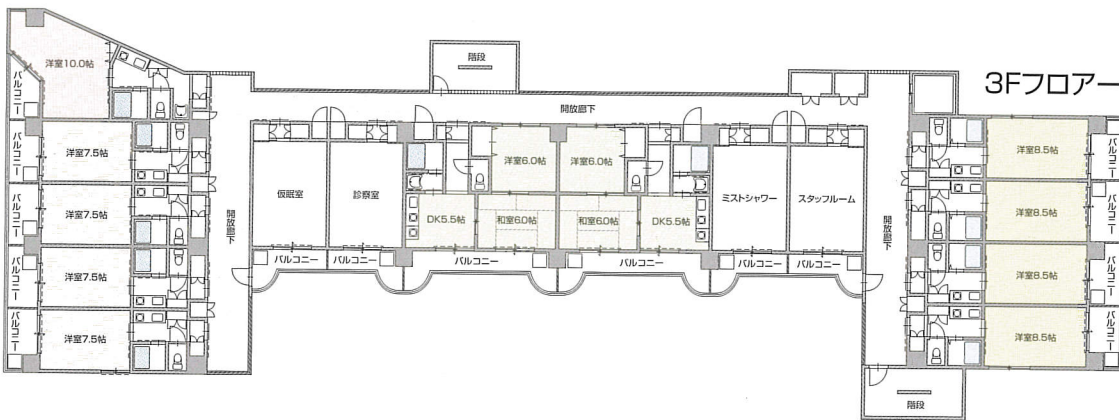 3Fフロアー
階段
開放廊下
洋室10.0帖
バルコニー
洋室7.5帖
バルコニー
洋室7.5帖
バルコニー
洋室7.5帖
バルコニー
洋室7.5帖
バルコニー
開放廊下
仮眠室
診察室
洋室6.0帖
洋室6.0帖
DK5.5帖
和室6.0帖
和室6.0帖
DK5.5帖
ミストシャワー
スタッフルーム
バルコニー
バルコニー
バルコニー
バルコニー
バルコニー
バルコニー
開放廊下
洋室8.5帖
バルコニー
洋室8.5帖
バルコニー
洋室8.5帖
バルコニー
洋室8.5帖
バルコニー
階段